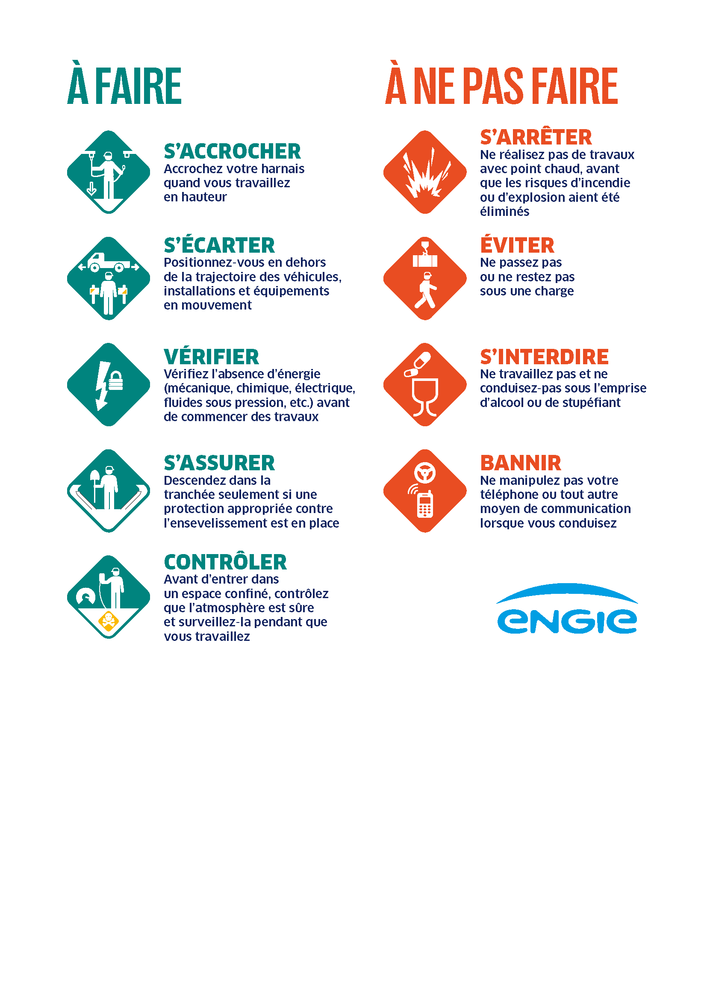 À FAIRE
S'ACCROCHER
Accrochez votre harnais
quand vous travaillez
en hauteur
S'ÉCARTER
Positionnez-vous en dehors
de la trajectoire des véhicules,
installations et équipements
en mouvement
VÉRIFIER
Vérifiez l'absence d'énergie
(mécanique, chimique, électrique,
fluides sous pression, etc.) avant
de commencer des travaux
S'ASSURER
Descendez dans la
tranchée seulement si une
protection appropriée contre
l'ensevelissement est en place
CONTRÔLER
Avant d'entrer dans
un espace confiné, contrôlez
que l'atmosphère est sûre
et surveillez-la pendant que
vous travaillez
À NE PAS FAIRE
S'ARRÊTER
Ne réalisez pas de travaux
avec point chaud, avant
que les risques d'incendie
ou d'explosion aient été
éliminés
ÉVITER
Ne passez pas
ou ne restez pas
sous une charge
S'INTERDIRE
Ne travaillez pas et ne
conduisez-pas sous l'emprise
d'alcool ou de stupéfiant
BANNIR
Ne manipulez pas votre
téléphone ou tout autre
moyen de communication
lorsque vous conduisez
ENGIE